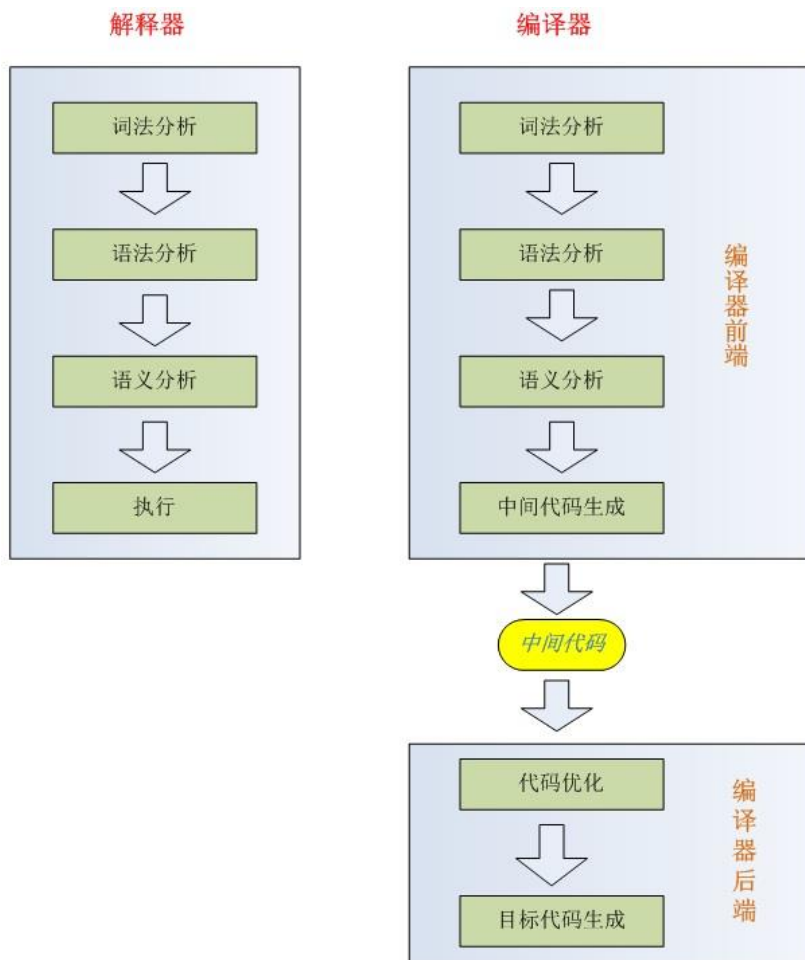 解释器
词法分析
语法分析
语义分析
执行
编译器
词法分析
语法分析
语义分析
中间代码生成
编译器前端
中间代码
代码优化
目标代码生成
编译器后端